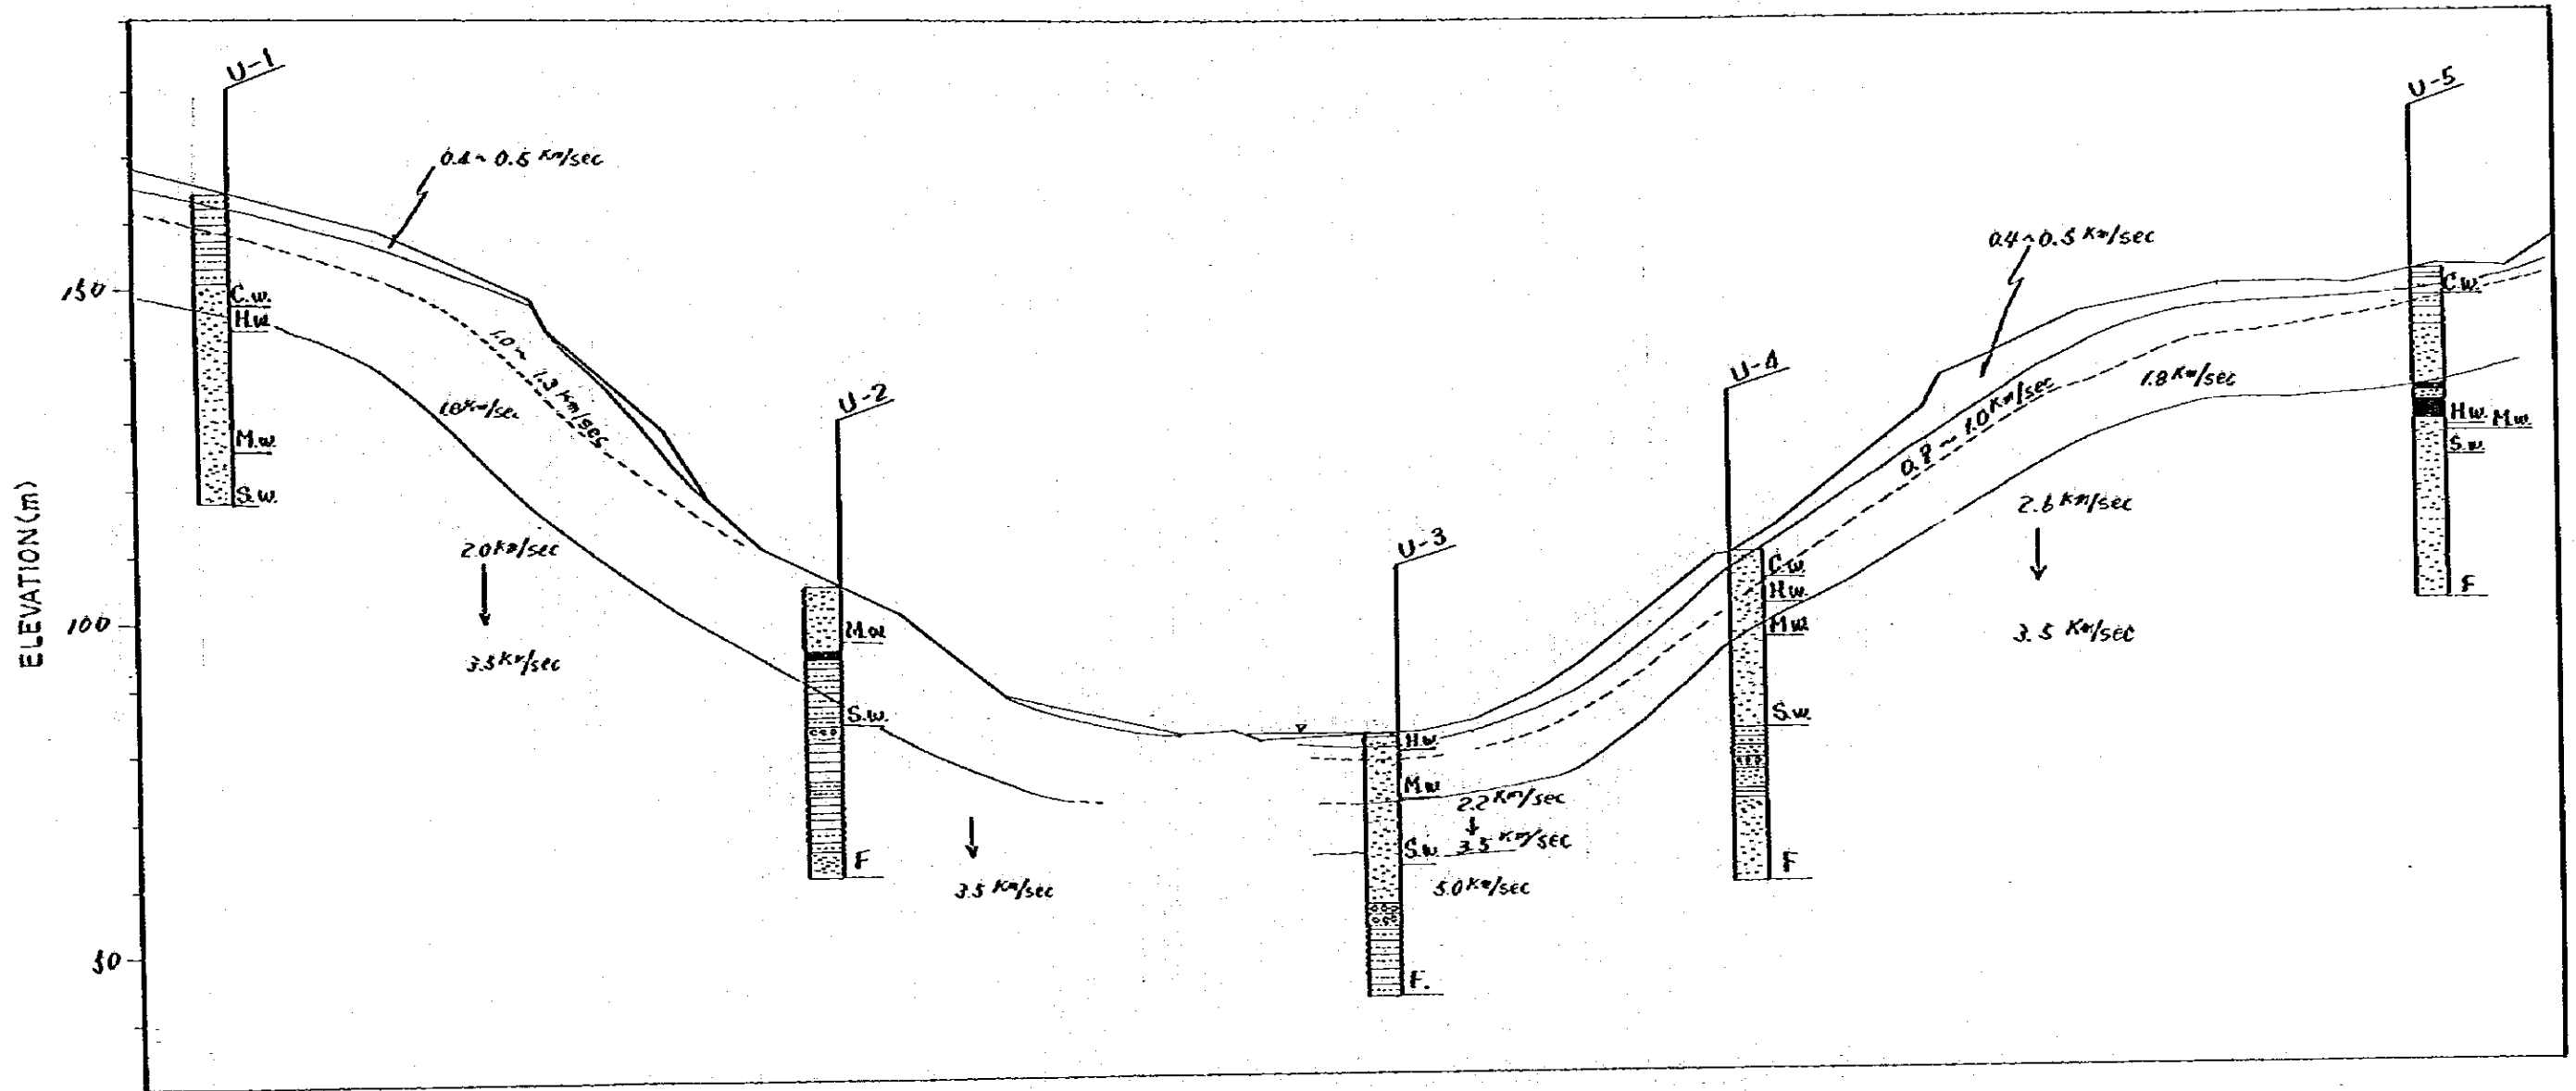 U-1
U-5
0.4~0.5 Km/sec
0.4~0.5 Km/sec
150
C.w.
H.w.
C.w.
1.0~
1.3 Km/sec
1.8 Km/sec
U-2
U-4
0.9~1.0 Km/sec
1.8 Km/sec
H.w. M.w.
S.w.
M.w.
S.w.
2.0 Km/sec
3.5 Km/sec
2.6 Km/sec
3.5 Km/sec
F
U-3
C.w.
H.w.
M.w.
S.w.
F
ELEVATION (m)
100
M.w.
S.w.
F
3.5 Km/sec
H.w.
M.w.
2.2 Km/sec
S.w.
3.5 Km/sec
5.0 Km/sec
F.
50